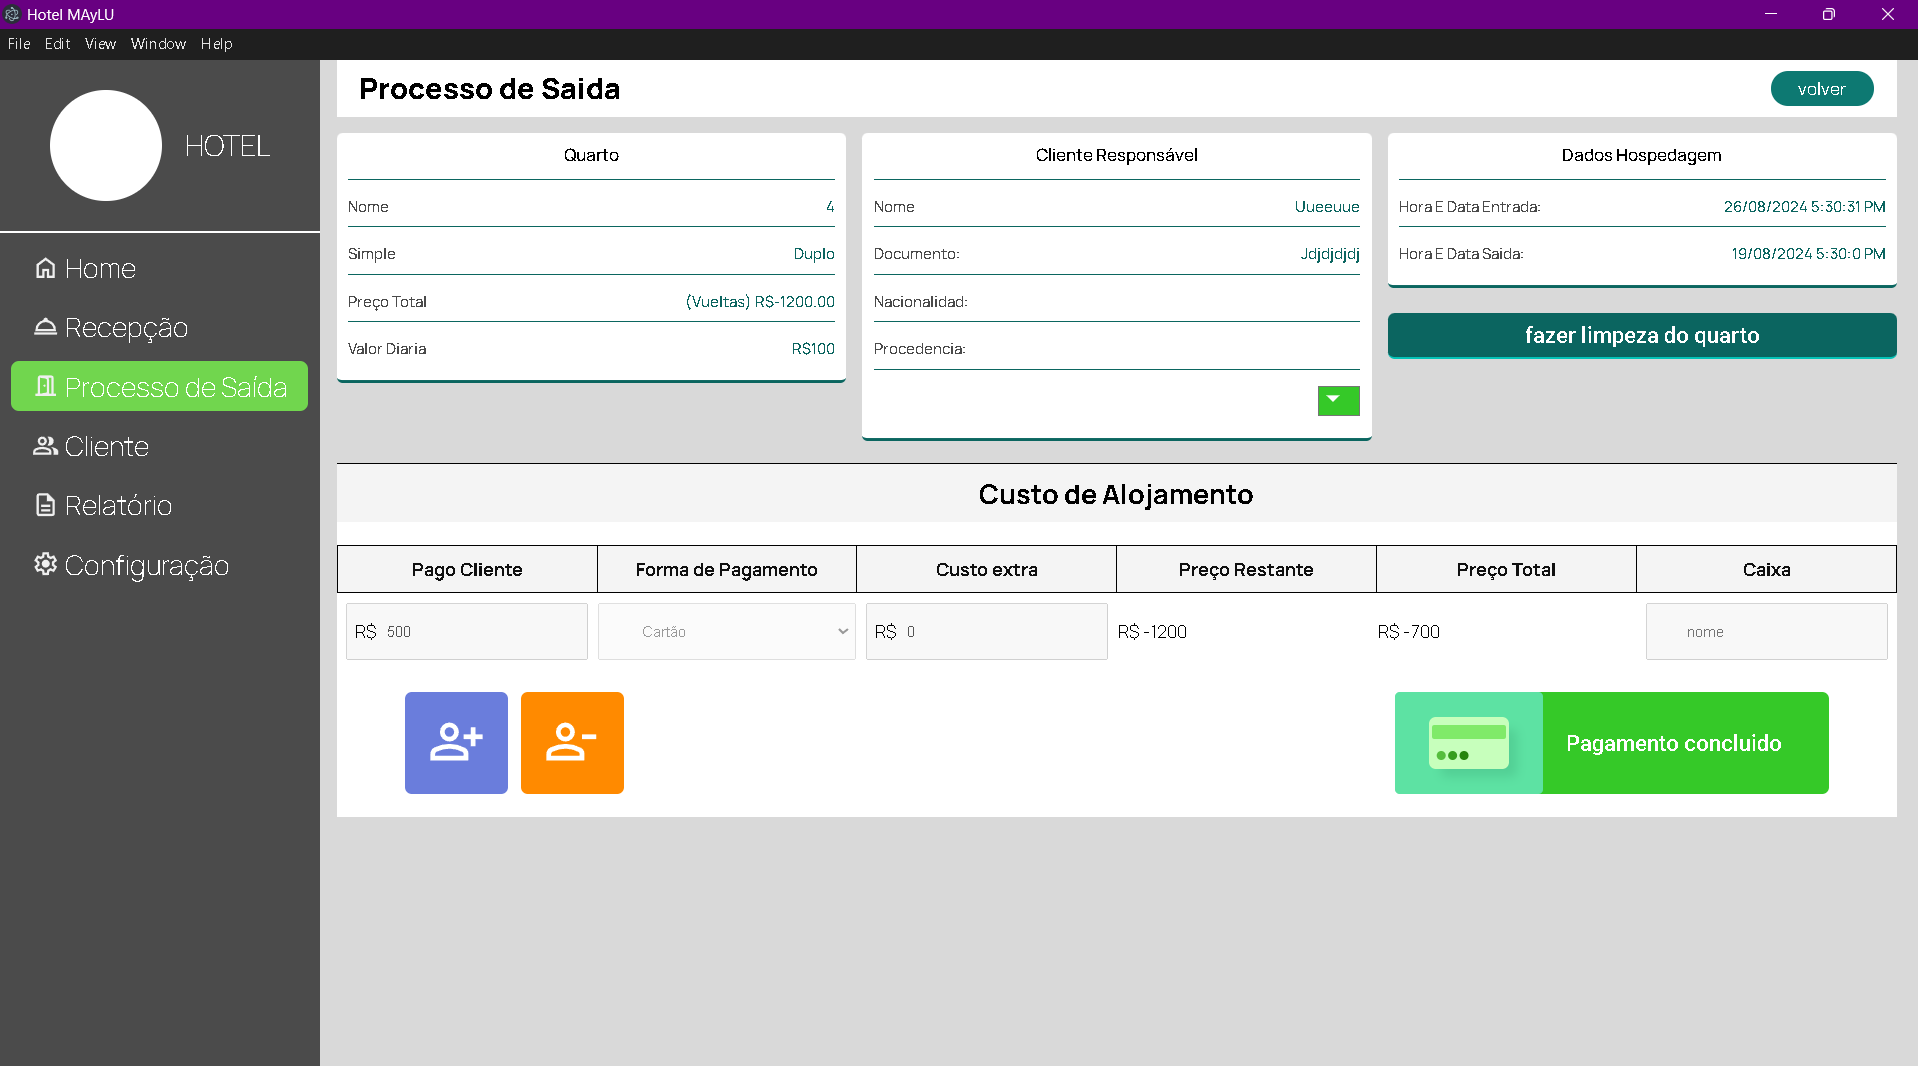 Hotel MAyLU
File Edit View Window Help
HOTEL
Home
Recepção
Processo de Saída
Cliente
Relatório
Configuração
Processo de Saida
volver
Quarto
Nome 4
Simple Duplo
Preço Total (Vueltas) R$-1200.00
Valor Diaria R$100
Cliente Responsável
Nome Uueeuue
Documento: Jdjdjdjdj
Nacionalidad:
Procedencia:
Dados Hospedagem
Hora E Data Entrada: 26/08/2024 5:30:31 PM
Hora E Data Saida: 19/08/2024 5:30:0 PM
fazer limpeza do quarto
Custo de Alojamento
Pago Cliente Forma de Pagamento Custo extra Preço Restante Preço Total Caixa
R$ 500 Cartão R$ 0 R$ -1200 R$ -700 nome
Pagamento concluido